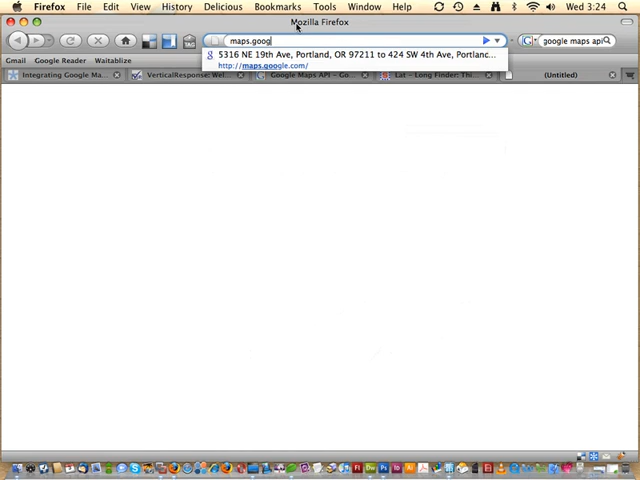 Firefox File Edit View History Delicious Bookmarks Tools Window Help Wed 3:24
Mozilla Firefox
maps.goog
google maps api
5316 NE 19th Ave, Portland, OR 97211 to 424 SW 4th Ave, Portlanc...
http://maps.google.com/
Gmail Google Reader Waitablize
Integrating Google Ma... VerticalResponse: Wel... Google Maps API - Go... Lat - Long Finder: Thi... (Untitled)